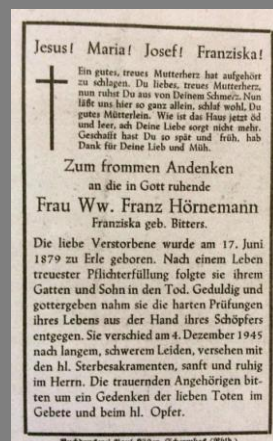 Jesus! Maria! Josef! Franziska!
Ein gutes, treues Mutterherz hat aufgehört
zu schlagen. Du liebes, treues Mutterherz,
nun ruhst Du aus von Deinem Schmerz. Nun
läßt uns hier so ganz allein, schlaf wohl, Du
gutes Mütterlein. Wie ist das Haus jetzt öd
und leer, ach Deine Liebe sorgt nicht mehr.
Geschafft hast Du so spät und früh, hab
Dank für Deine Lieb und Müh.
Zum frommen Andenken
an die in Gott ruhende
Frau Ww. Franz Hörnemann
Franziska geb. Bitters.
Die liebe Verstorbene wurde am 17. Juni
1879 zu Erle geboren. Nach einem Leben
treuester Pflichterfüllung folgte sie ihrem
Gatten und Sohn in den Tod. Geduldig und
gottergeben nahm sie die harten Prüfungen
ihres Lebens aus der Hand ihres Schöpfers
entgegen. Sie verschied am 4. Dezember 1945
nach langem, schwerem Leiden, versehen mit
den hl. Sterbesakramenten, sanft und ruhig
im Herrn. Die trauernden Angehörigen bit-
ten um ein Gedenken der lieben Toten im
Gebete und beim hl. Opfer.